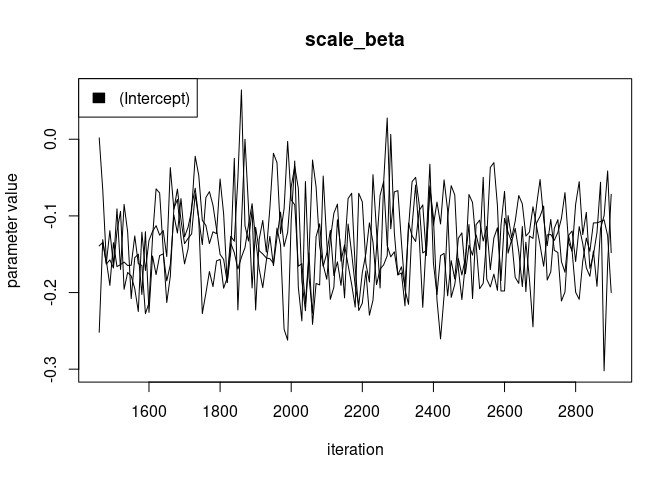 scale_beta
(Intercept)
parameter value
0.0
-0.1
-0.2
-0.3
1600 1800 2000 2200 2400 2600 2800
iteration